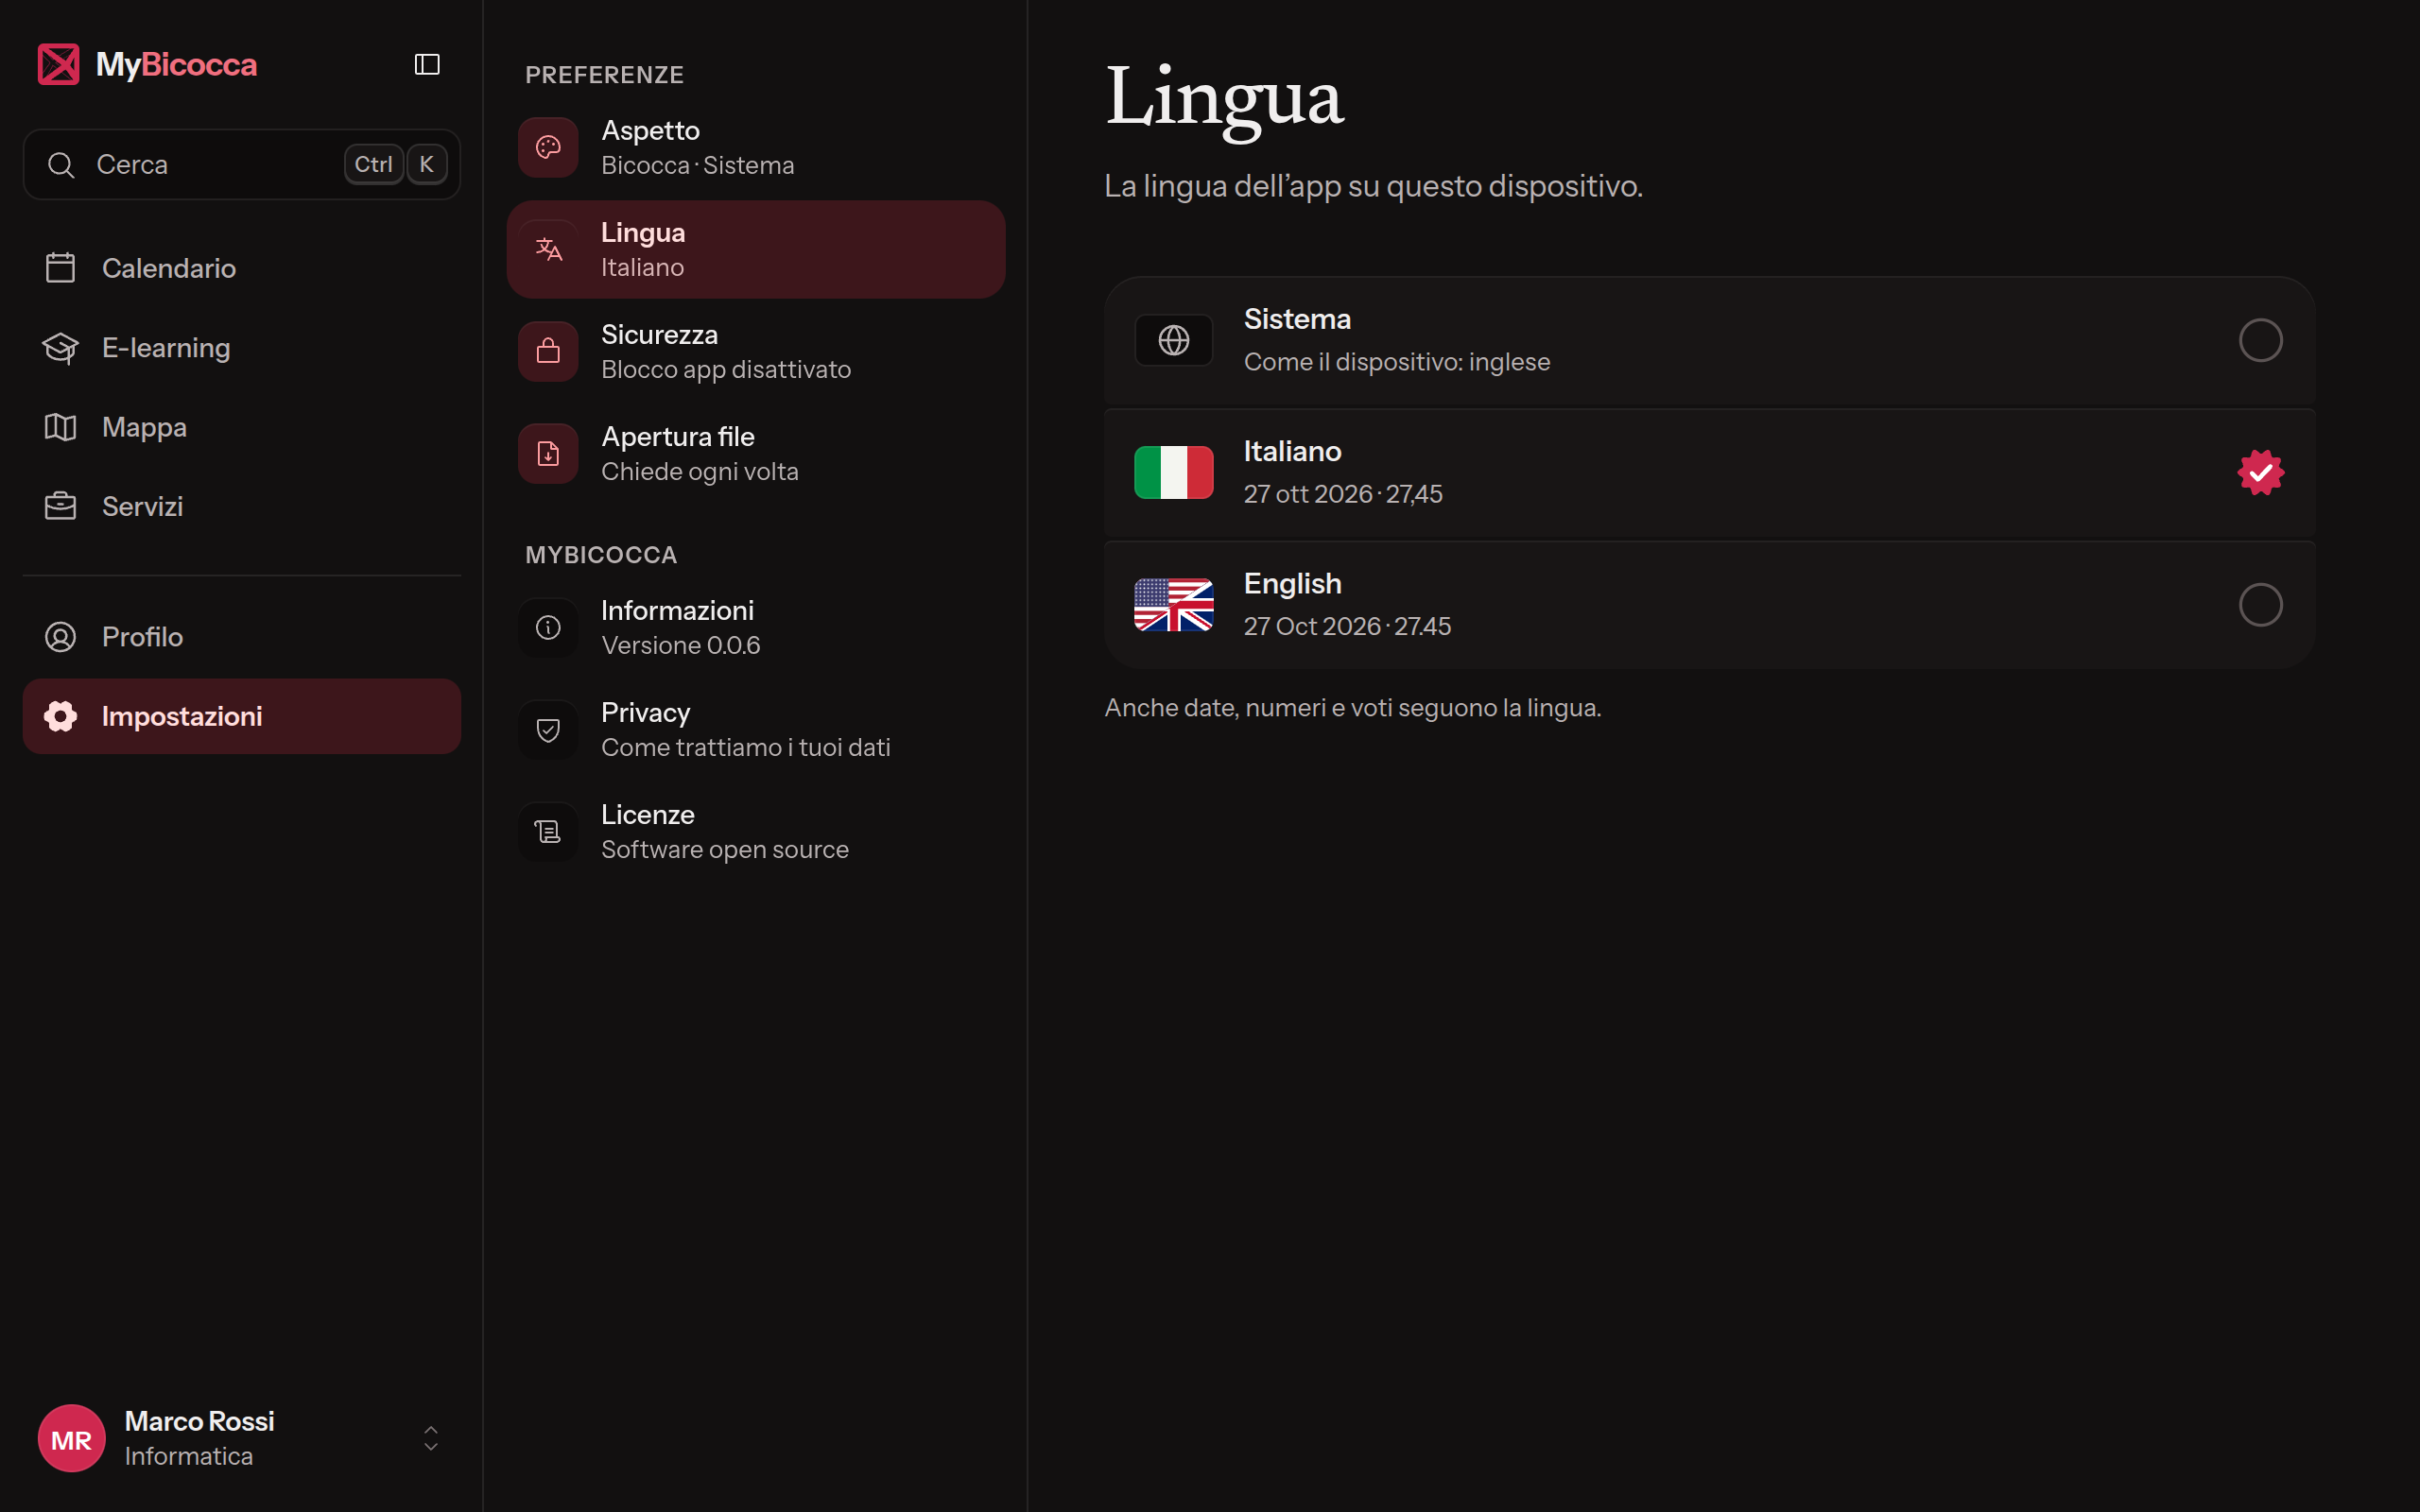 MyBicocca
Cerca
Ctrl K
Calendario
E-learning
Mappa
Servizi
Profilo
Impostazioni
Marco Rossi
Informatica
MR
PREFERENZE
Aspetto
Bicocca · Sistema
Lingua
Italiano
Sicurezza
Blocco app disattivato
Apertura file
Chiede ogni volta
MYBICOCCA
Informazioni
Versione 0.0.6
Privacy
Come trattiamo i tuoi dati
Licenze
Software open source
Lingua
La lingua dell’app su questo dispositivo.
Sistema
Come il dispositivo: inglese
Italiano
27 ott 2026 · 27,45
English
27 Oct 2026 · 27.45
Anche date, numeri e voti seguono la lingua.